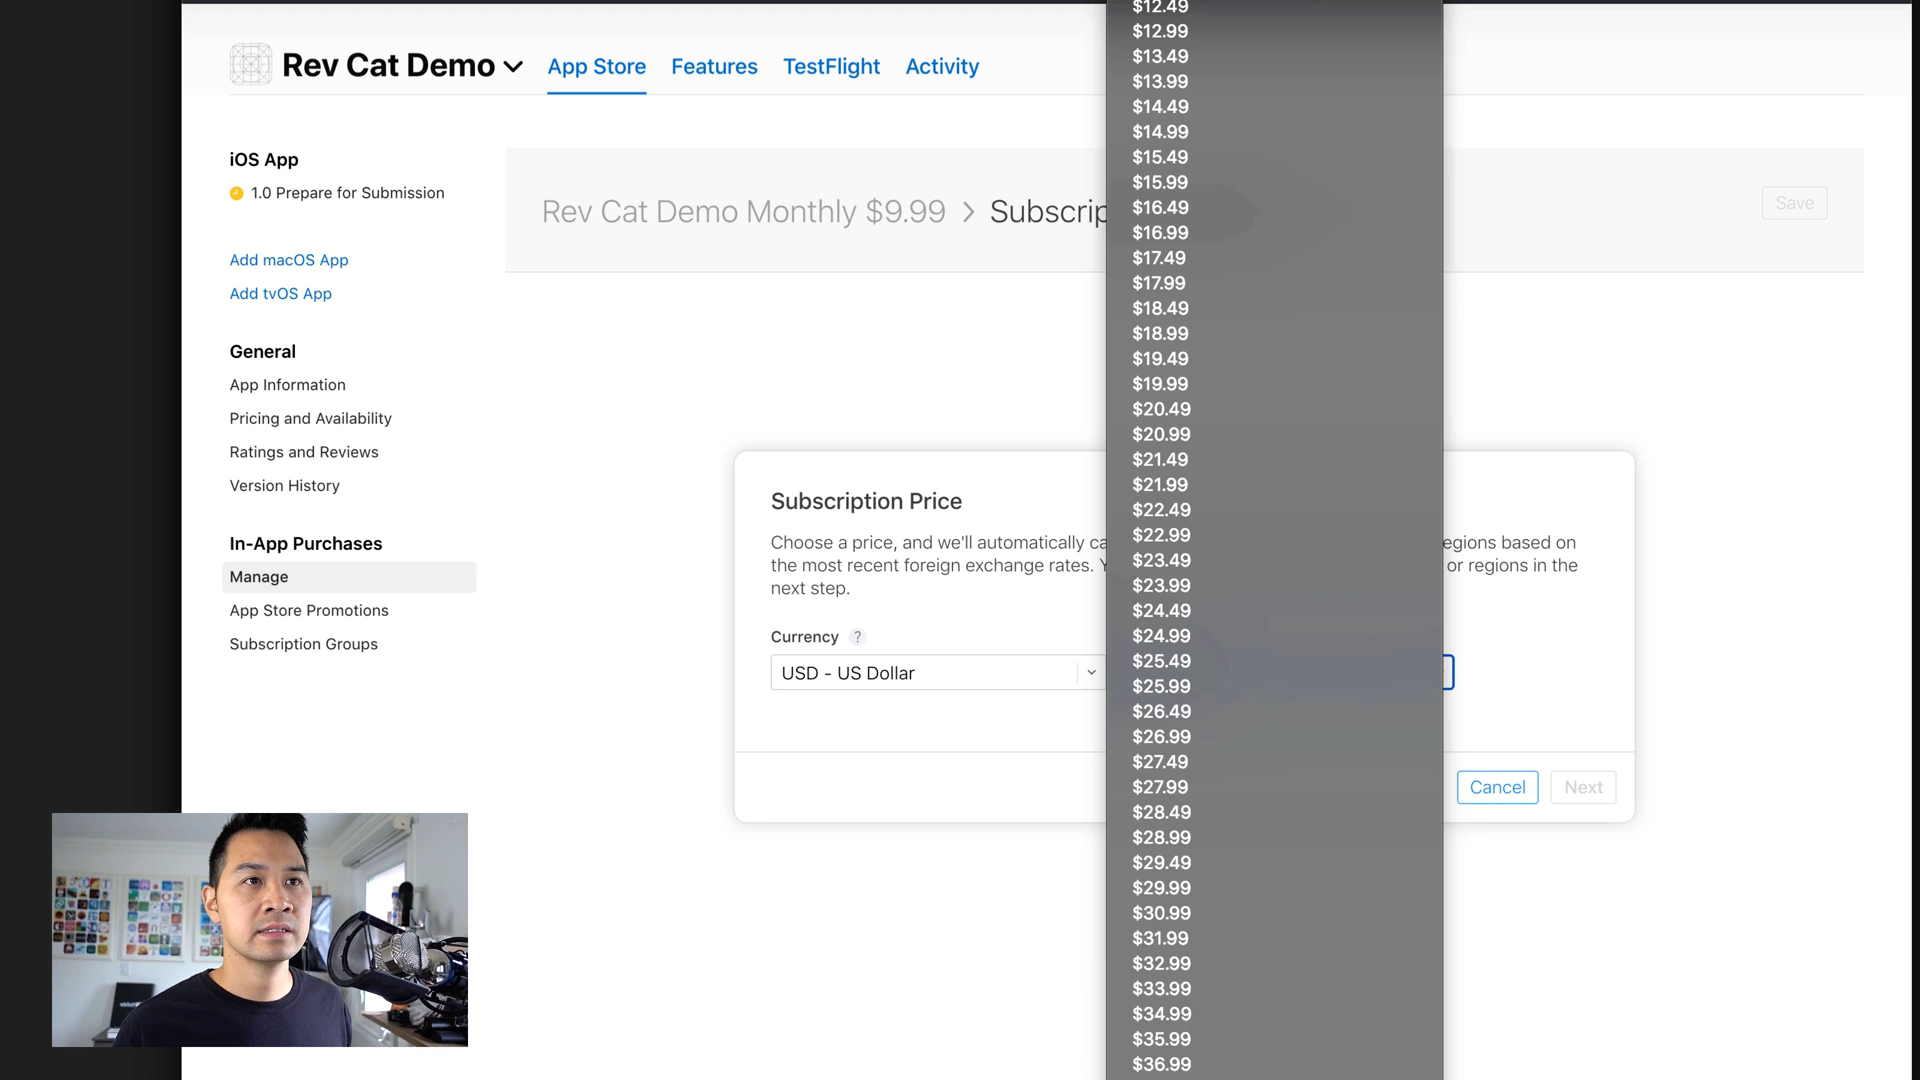 Rev Cat Demo
App Store
Features
TestFlight
Activity
iOS App
1.0 Prepare for Submission
Add macOS App
Add tvOS App
General
App Information
Pricing and Availability
Ratings and Reviews
Version History
In-App Purchases
Manage
App Store Promotions
Subscription Groups
Rev Cat Demo Monthly $9.99 > Subscrip
Save
Subscription Price
Choose a price, and we'll automatically ca
egions based on
the most recent foreign exchange rates. Y
or regions in the
next step.
Currency ?
USD - US Dollar
Cancel
Next
$12.49
$12.99
$13.49
$13.99
$14.49
$14.99
$15.49
$15.99
$16.49
$16.99
$17.49
$17.99
$18.49
$18.99
$19.49
$19.99
$20.49
$20.99
$21.49
$21.99
$22.49
$22.99
$23.49
$23.99
$24.49
$24.99
$25.49
$25.99
$26.49
$26.99
$27.49
$27.99
$28.49
$28.99
$29.49
$29.99
$30.99
$31.99
$32.99
$33.99
$34.99
$35.99
$36.99